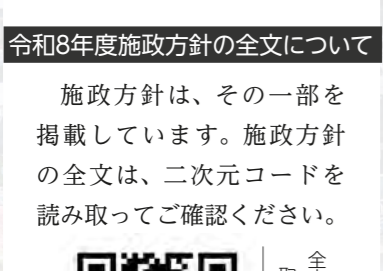 令和8年度施政方針の全文について
施政方針は、その一部を
掲載しています。施政方針
の全文は、二次元コードを
読み取ってご確認ください。
全